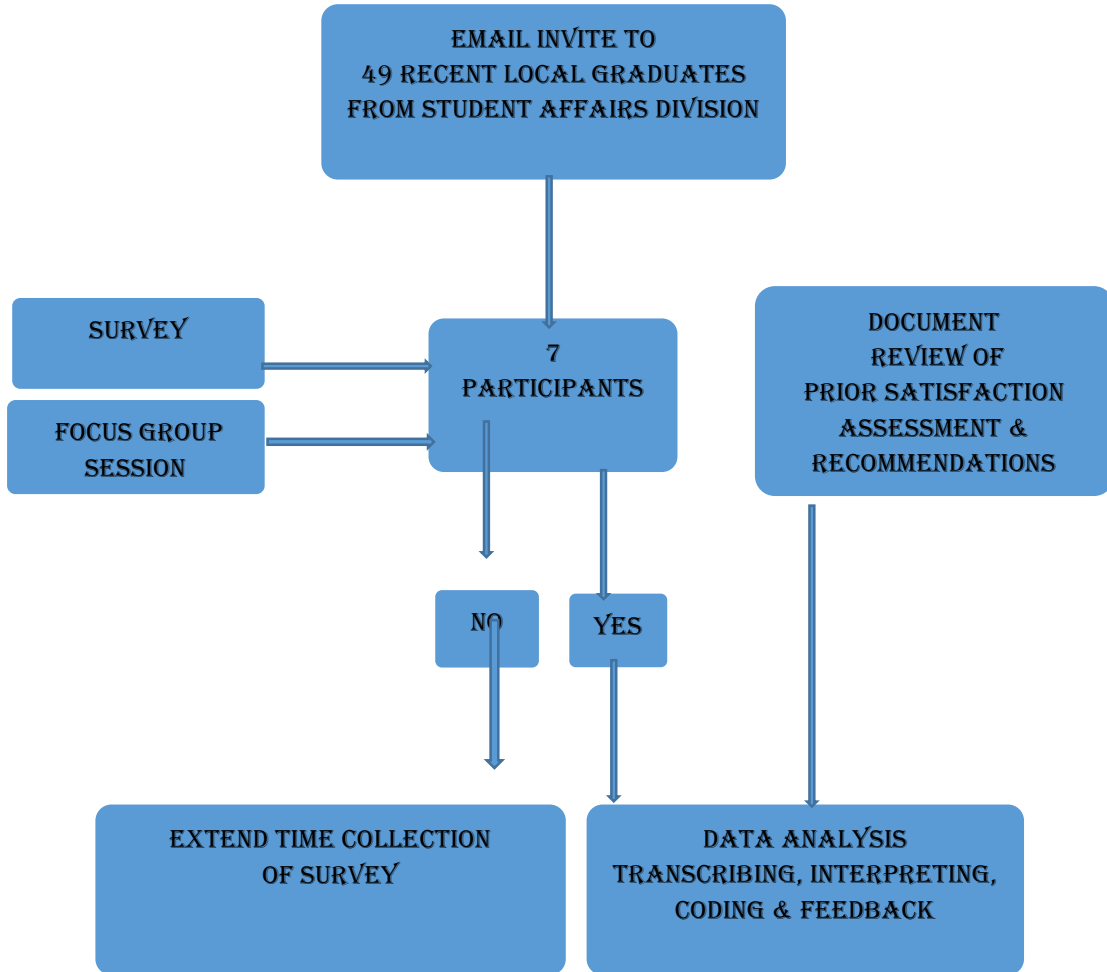 EMAIL INVITE TO
49 RECENT LOCAL GRADUATES
FROM STUDENT AFFAIRS DIVISION
SURVEY
FOCUS GROUP
SESSION
7
PARTICIPANTS
DOCUMENT
REVIEW OF
PRIOR SATISFACTION
ASSESSMENT &
RECOMMENDATIONS
NO
YES
EXTEND TIME COLLECTION
OF SURVEY
DATA ANALYSIS
TRANSCRIBING, INTERPRETING,
CODING & FEEDBACK